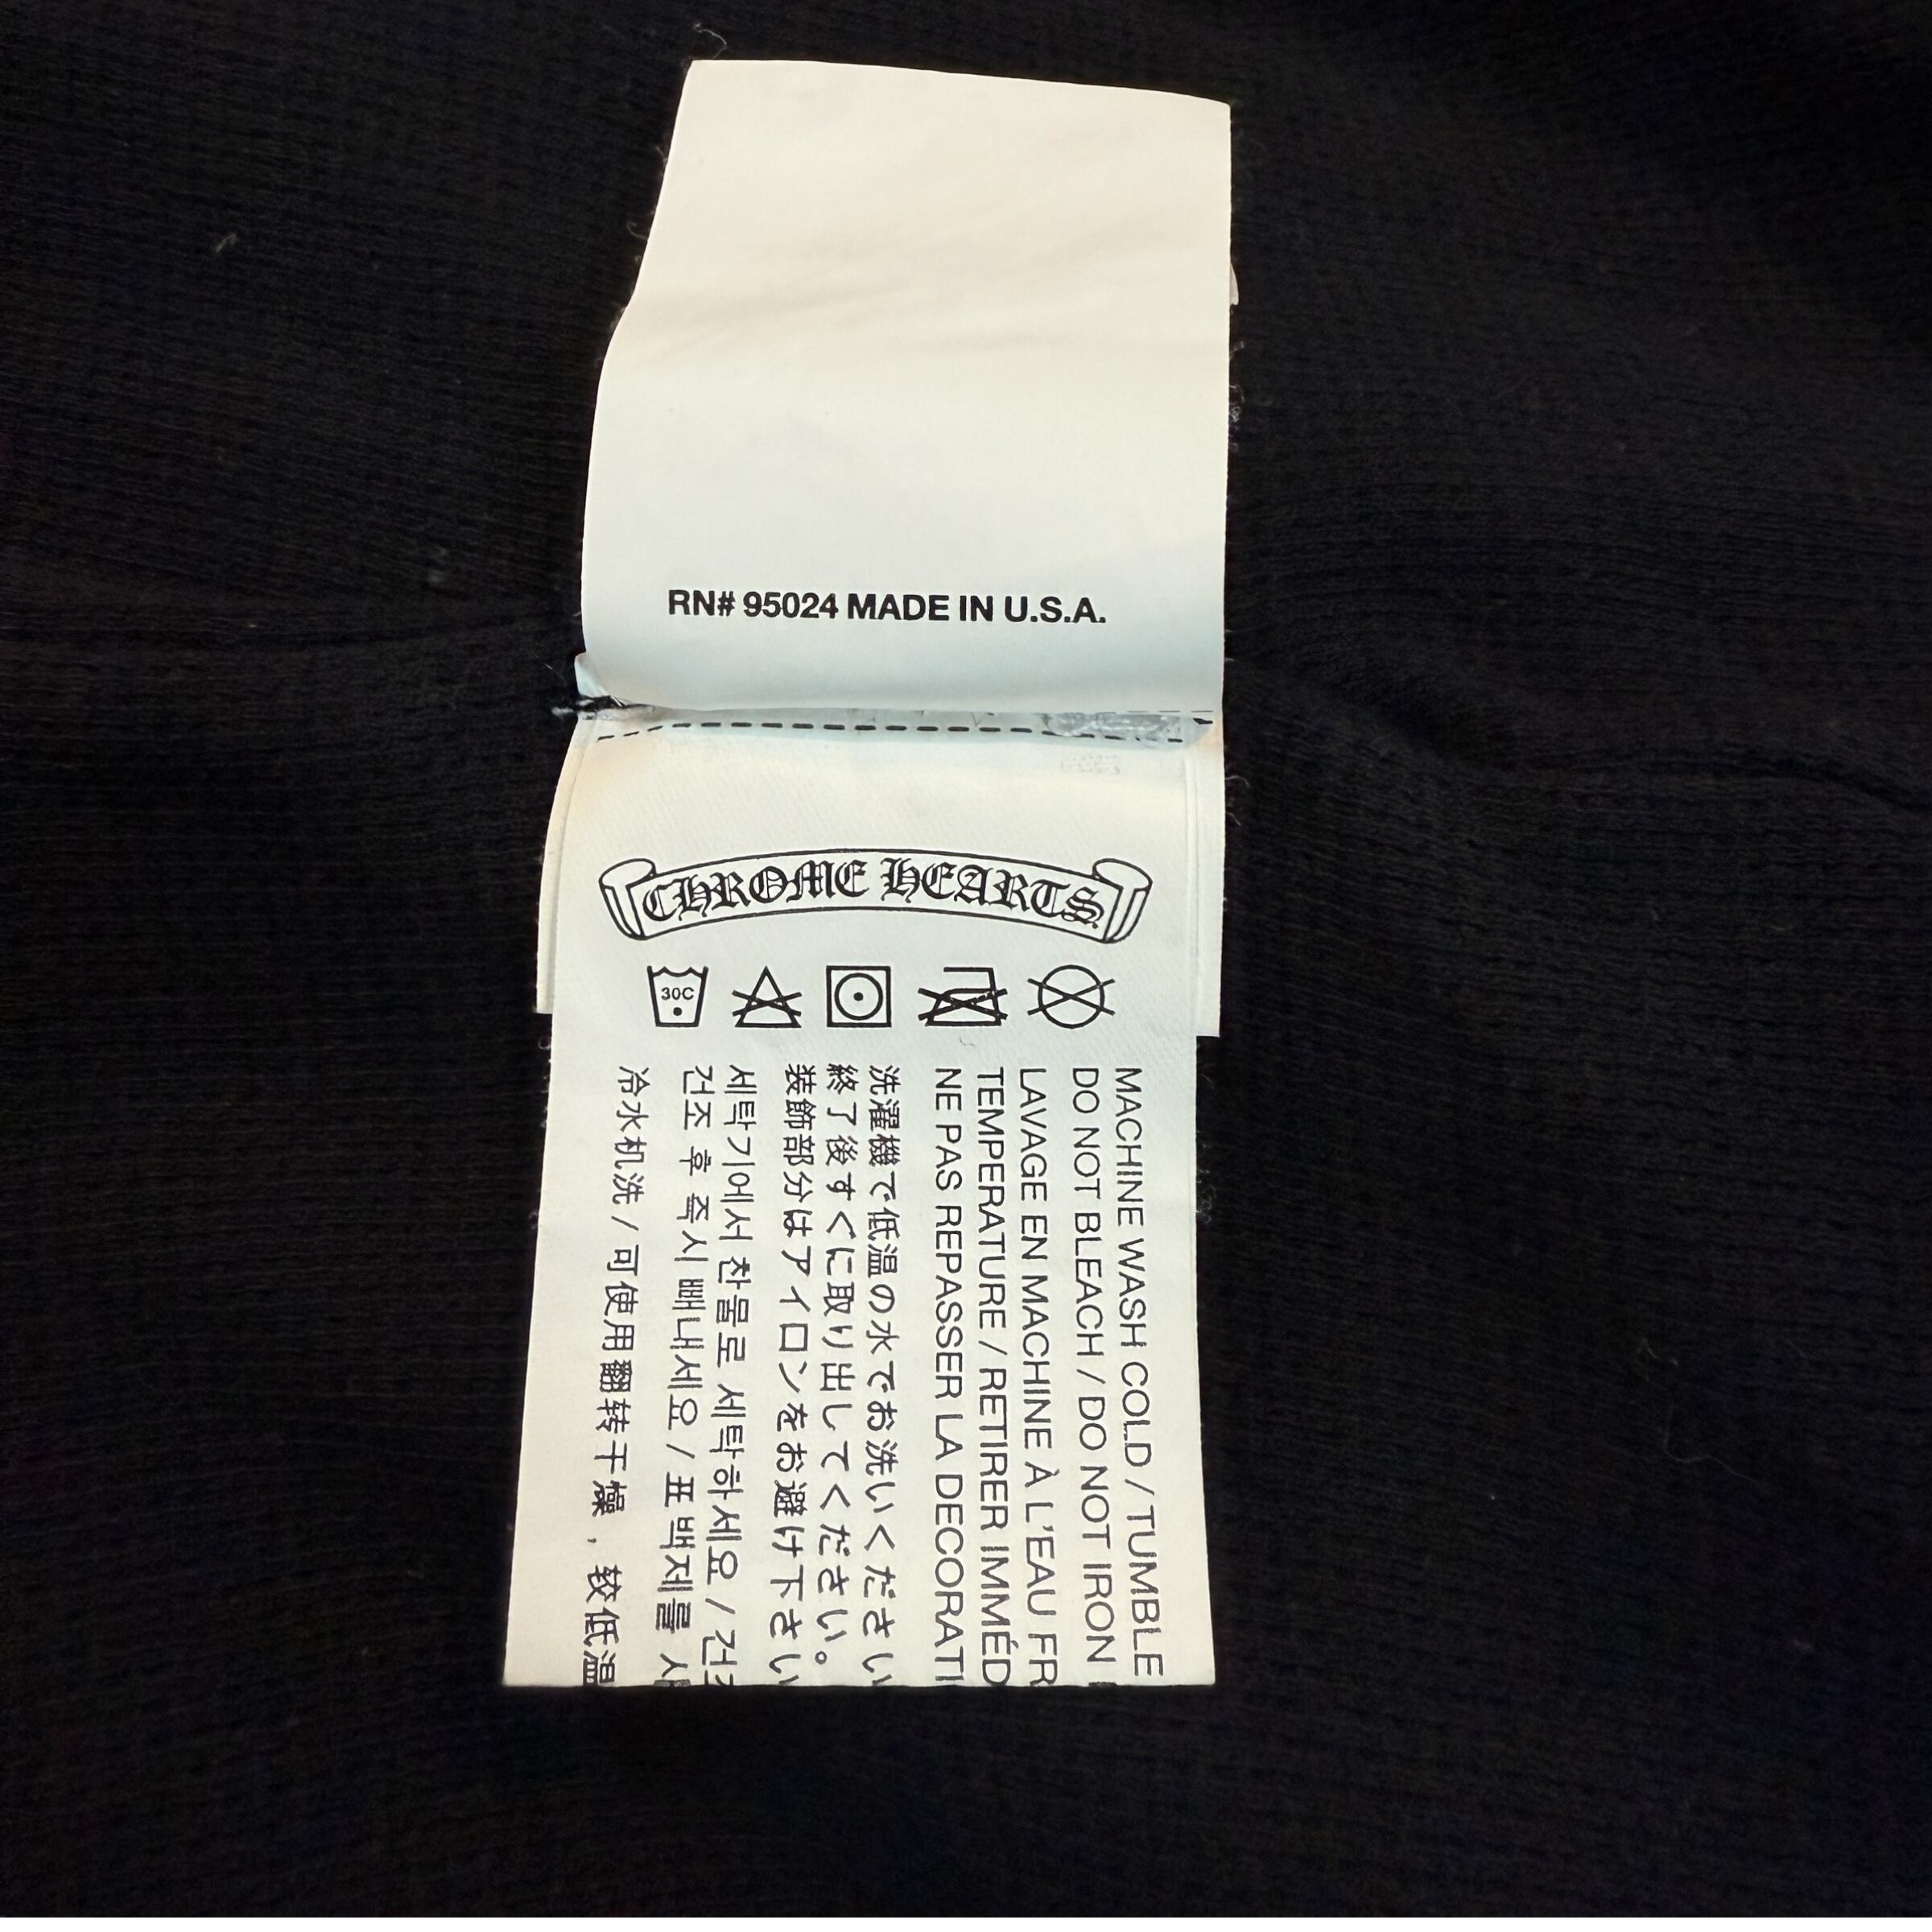 RN# 95024 MADE IN U.S.A.
CHROME HEARTS
30C
MACHINE WASH COLD / TUMBLE
DO NOT BLEACH / DO NOT IRON
LAVAGE EN MACHINE À L'EAU FR
TEMPERATURE / RETIRER IMMÉD
NE PAS REPASSER LA DECORATI
洗濯機で低温の水でお洗いください
終了後すぐに取り出してください。
装飾部分はアイロンをお避け下さい
세탁기에서 찬물로 세탁하세요 / 건
건조 후 즉시 빼내세요 / 표백제를 사
冷水机洗 / 可使用翻转干燥，较低温